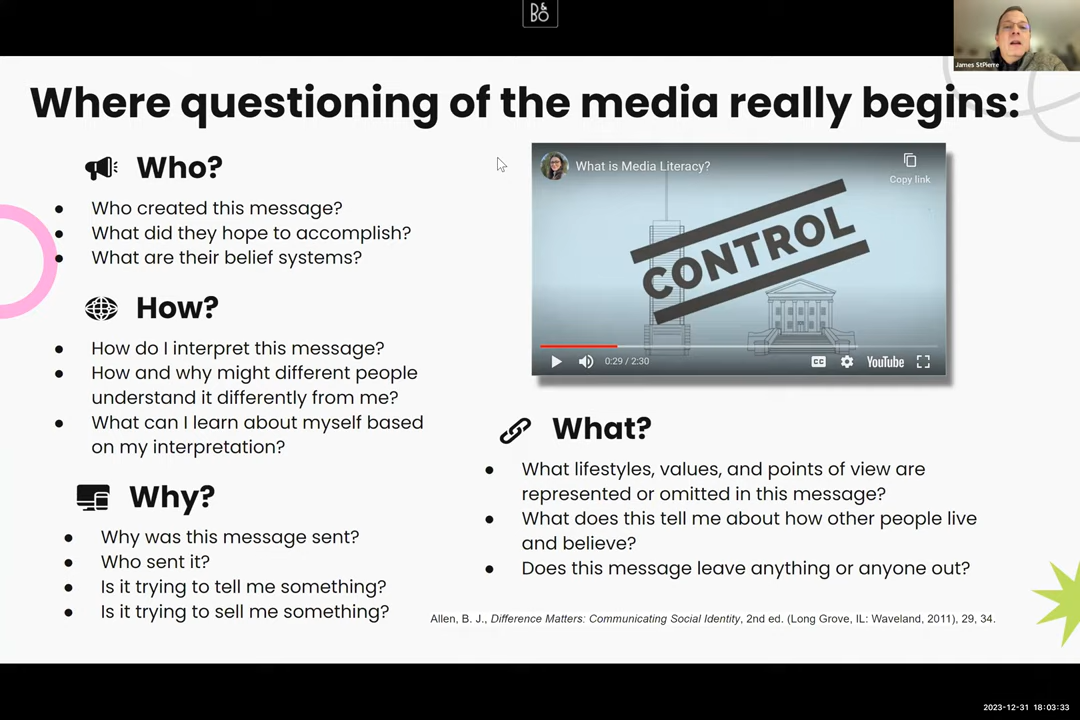 B&O
James StPierre
Where questioning of the media really begins:
Who?
• Who created this message?
• What did they hope to accomplish?
• What are their belief systems?
How?
• How do I interpret this message?
• How and why might different people
understand it differently from me?
• What can I learn about myself based
on my interpretation?
Why?
• Why was this message sent?
• Who sent it?
• Is it trying to tell me something?
• Is it trying to sell me something?
What is Media Literacy?
Copy link
CONTROL
0:29 / 2:30
CC
YouTube
What?
• What lifestyles, values, and points of view are
represented or omitted in this message?
• What does this tell me about how other people live
and believe?
• Does this message leave anything or anyone out?
Allen, B. J., Difference Matters: Communicating Social Identity, 2nd ed. (Long Grove, IL: Waveland, 2011), 29, 34.
2023-12-31 18:03:33